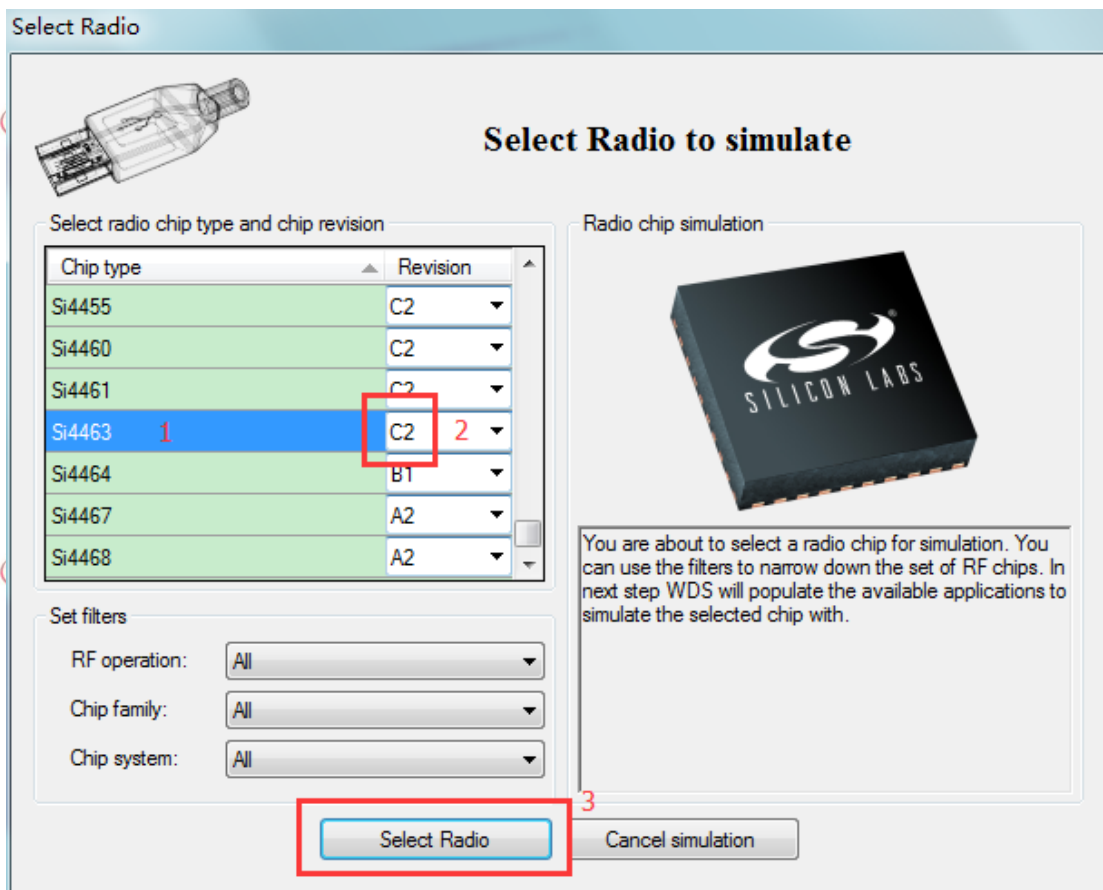 Select Radio
Select Radio to simulate
Select radio chip type and chip revision
Chip type Revision
Si4455 C2
Si4460 C2
Si4461 C2
Si4463 1 C2 2
Si4464 B1
Si4467 A2
Si4468 A2
Set filters
RF operation: All
Chip family: All
Chip system: All
Radio chip simulation
SILICON LABS
You are about to select a radio chip for simulation. You
can use the filters to narrow down the set of RF chips. In
next step WDS will populate the available applications to
simulate the selected chip with.
3
Select Radio Cancel simulation